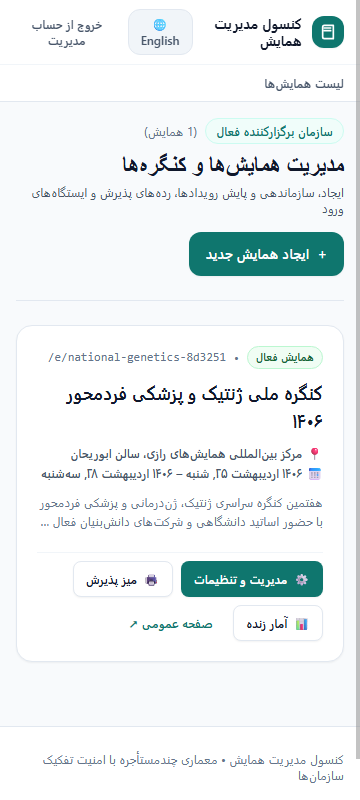 کنسول مدیریت
همایش
English
خروج از حساب
مدیریت
لیست همایش‌ها
سازمان برگزارکننده فعال
(1 همایش)
مدیریت همایش‌ها و کنگره‌ها
ایجاد، سازماندهی و پایش رویدادها، رده‌های پذیرش و ایستگاه‌های
ورود
+ ایجاد همایش جدید
همایش فعال • /e/national-genetics-8d3251
کنگره ملی ژنتیک و پزشکی فردمحور
۱۴۰۶
مرکز بین‌المللی همایش‌های رازی، سالن ابوریحان
۱۴۰۶ اردیبهشت ۲۵, شنبه – ۱۴۰۶ اردیبهشت ۲۸, سه‌شنبه
هفتمین کنگره سراسری ژنتیک، ژن‌درمانی و پزشکی فردمحور
با حضور اساتید دانشگاهی و شرکت‌های دانش‌بنیان فعال ...
مدیریت و تنظیمات
میز پذیرش
آمار زنده
صفحه عمومی ↗
کنسول مدیریت همایش • معماری چندمستأجره با امنیت تفکیک
سازمان‌ها